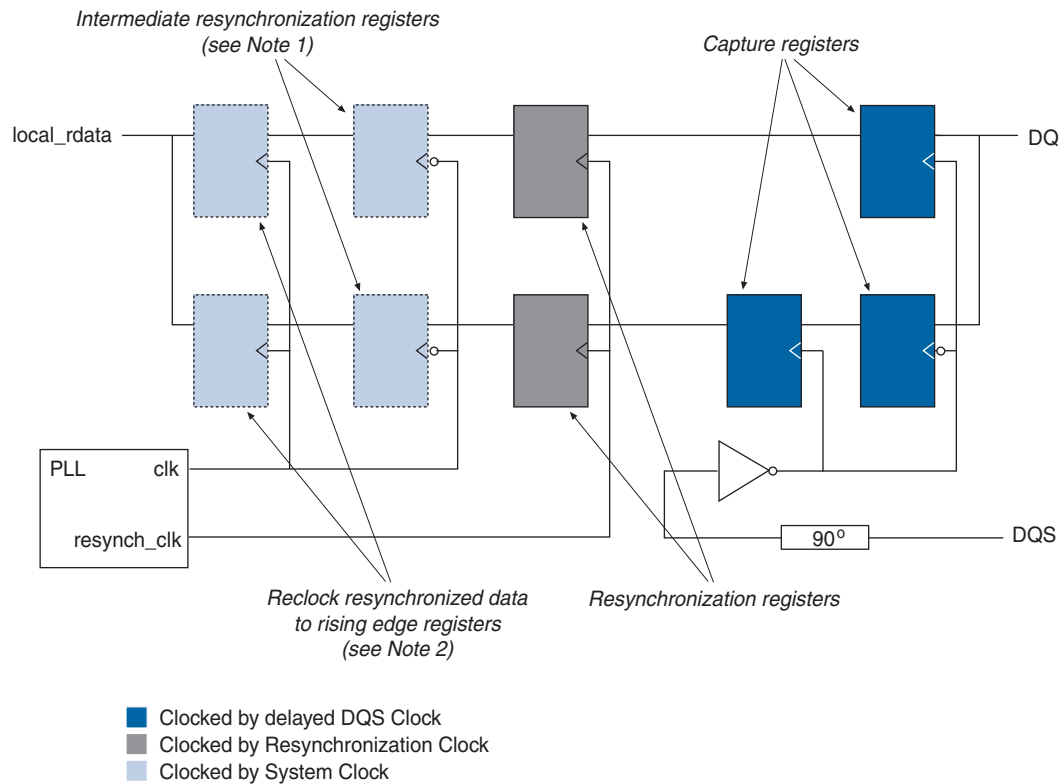 Intermediate resynchronization registers
(see Note 1)
Capture registers
local_rdata
DQ
PLL
clk
resynch_clk
90°
DQS
Reclock resynchronized data
to rising edge registers
(see Note 2)
Resynchronization registers
Clocked by delayed DQS Clock
Clocked by Resynchronization Clock
Clocked by System Clock